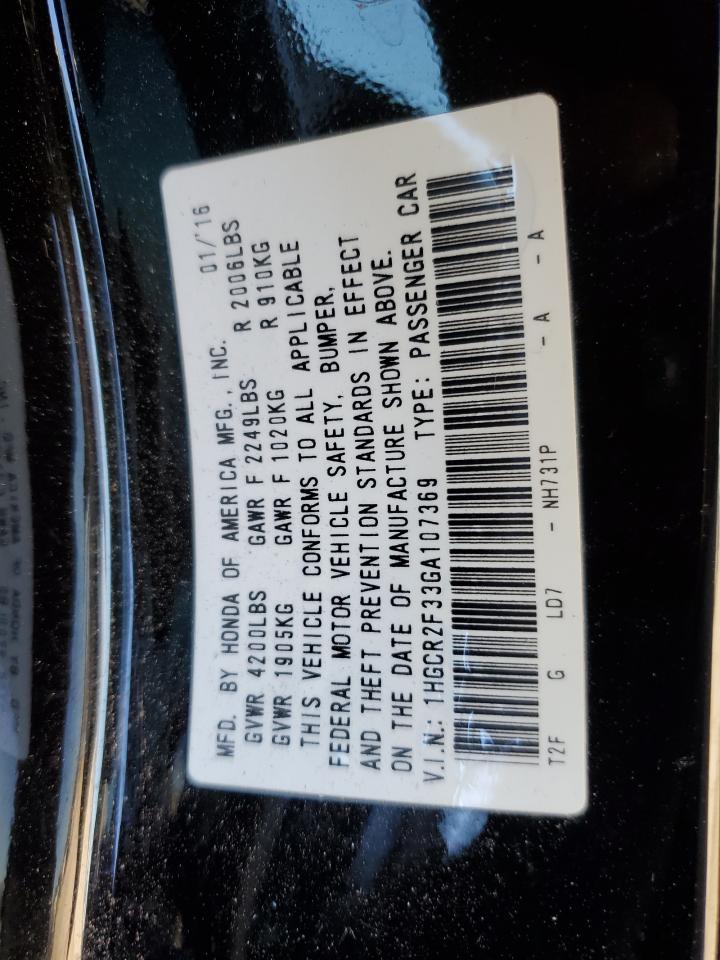 MFD. BY HONDA OF AMERICA MFG., INC. 01/'16
GVWR 4200LBS GAWR F 2249LBS R 2006LBS
GVWR 1905KG GAWR F 1020KG R 910KG
THIS VEHICLE CONFORMS TO ALL APPLICABLE
FEDERAL MOTOR VEHICLE SAFETY, BUMPER,
AND THEFT PREVENTION STANDARDS IN EFFECT
ON THE DATE OF MANUFACTURE SHOWN ABOVE.
V.I.N.: 1HGCR2F33GA107369 TYPE: PASSENGER CAR
T2F G LD7 - NH731P - A - A